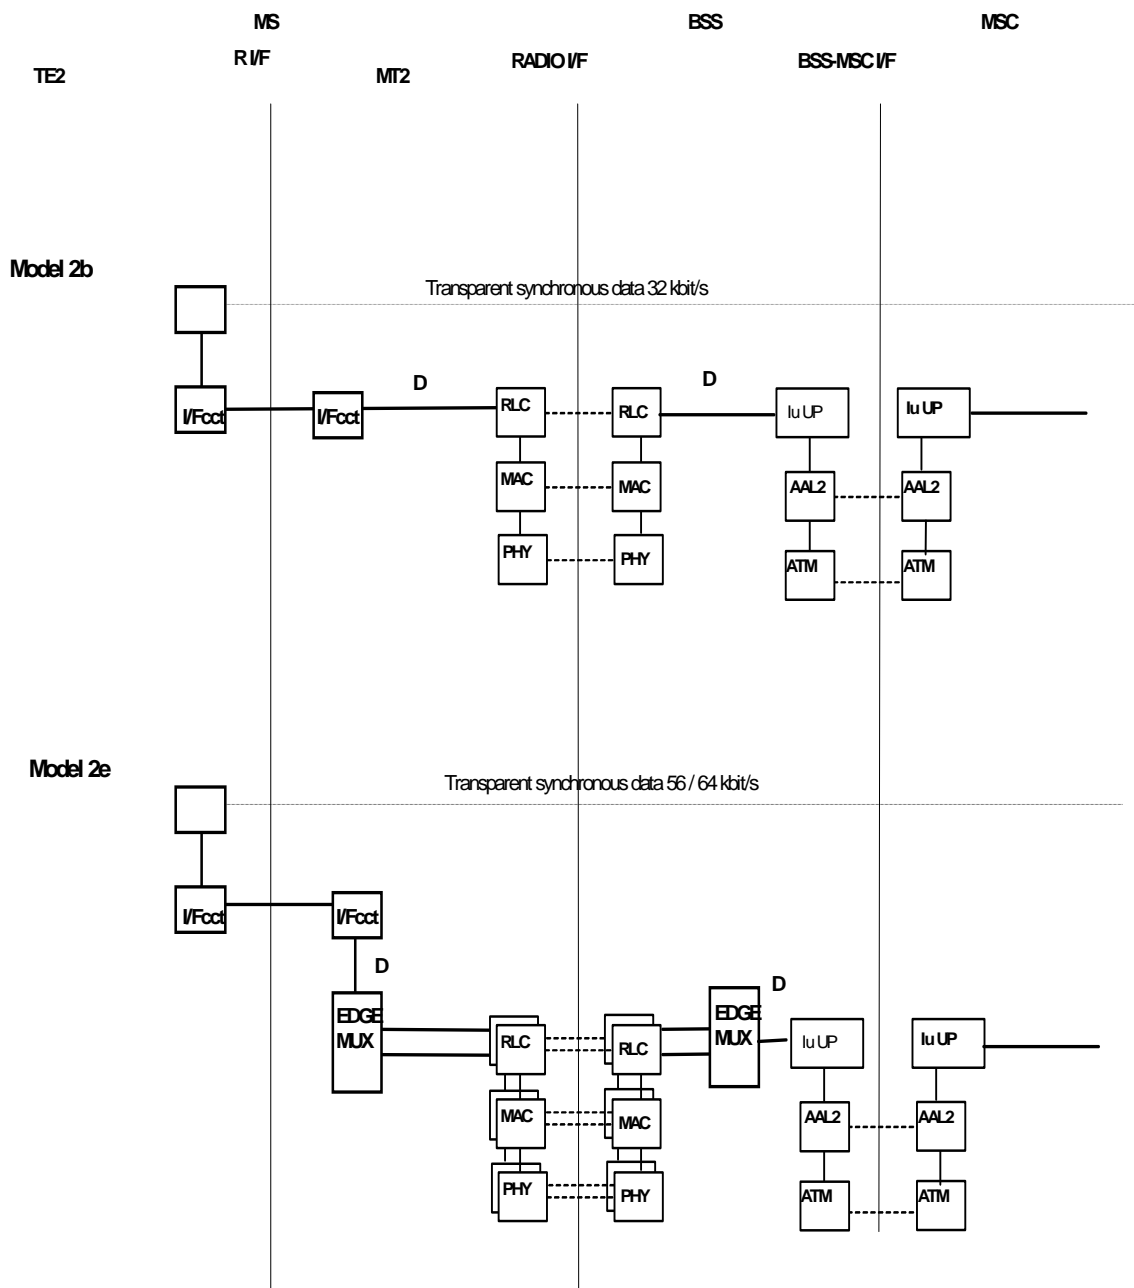 MS BSS MSC
R I/F RADIO I/F BSS-MSC I/F
TE2 MT2
Model 2b
Transparent synchronous data 32 kbit/s
D D
I/Fcct I/Fcct RLC RLC Iu UP Iu UP
MAC MAC AAL2 AAL2
PHY PHY ATM ATM
Model 2e
Transparent synchronous data 56 / 64 kbit/s
I/Fcct I/Fcct
D D
EDGE EDGE
MUX RLC RLC MUX Iu UP Iu UP
MAC MAC AAL2 AAL2
PHY PHY ATM ATM